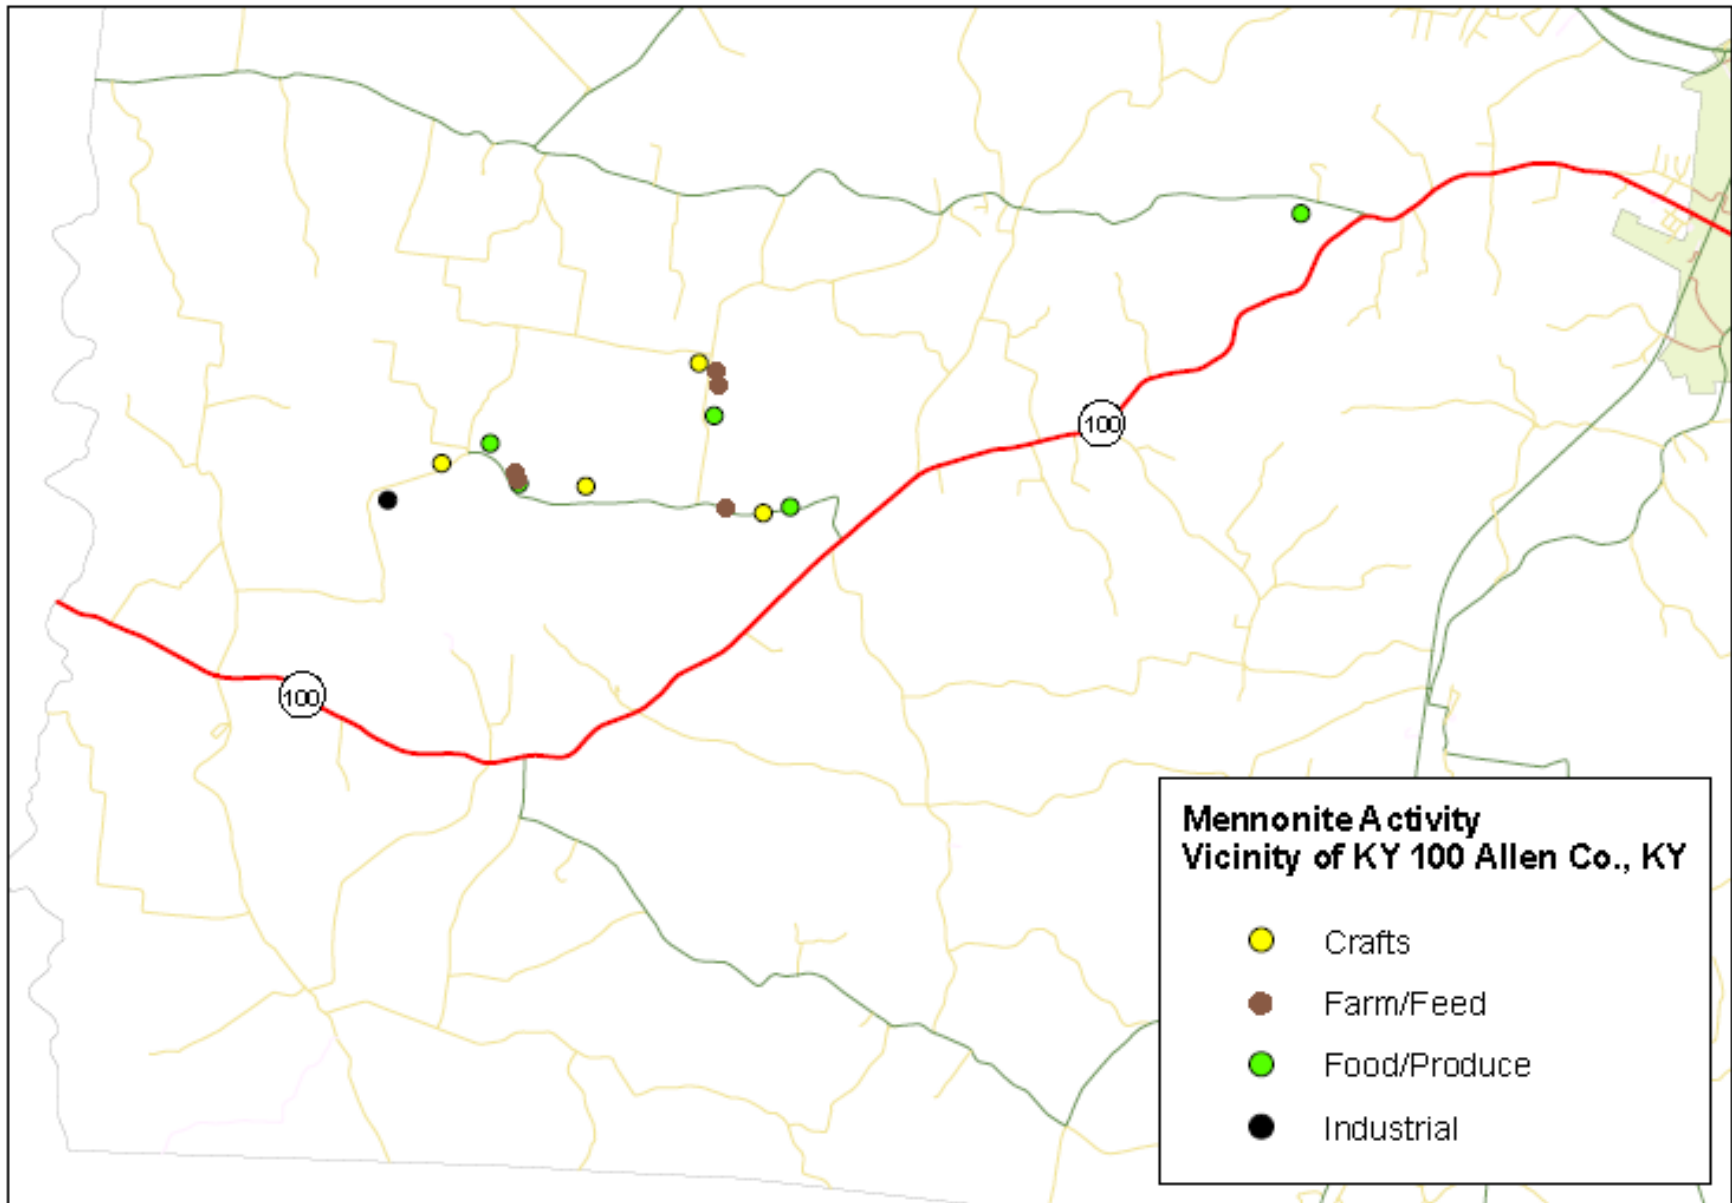 100
100
Mennonite Activity
Vicinity of KY 100 Allen Co., KY
Crafts
Farm/Feed
Food/Produce
Industrial